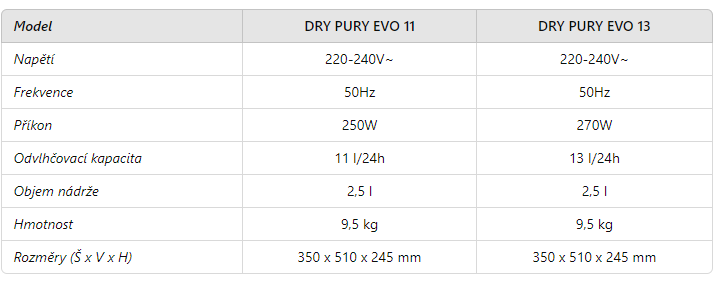 Model DRY PURY EVO 11 DRY PURY EVO 13
Napětí 220-240V~ 220-240V~
Frekvence 50Hz 50Hz
Příkon 250W 270W
Odvlhčovací kapacita 11 l/24h 13 l/24h
Objem nádrže 2,5 l 2,5 l
Hmotnost 9,5 kg 9,5 kg
Rozměry (Š x V x H) 350 x 510 x 245 mm 350 x 510 x 245 mm